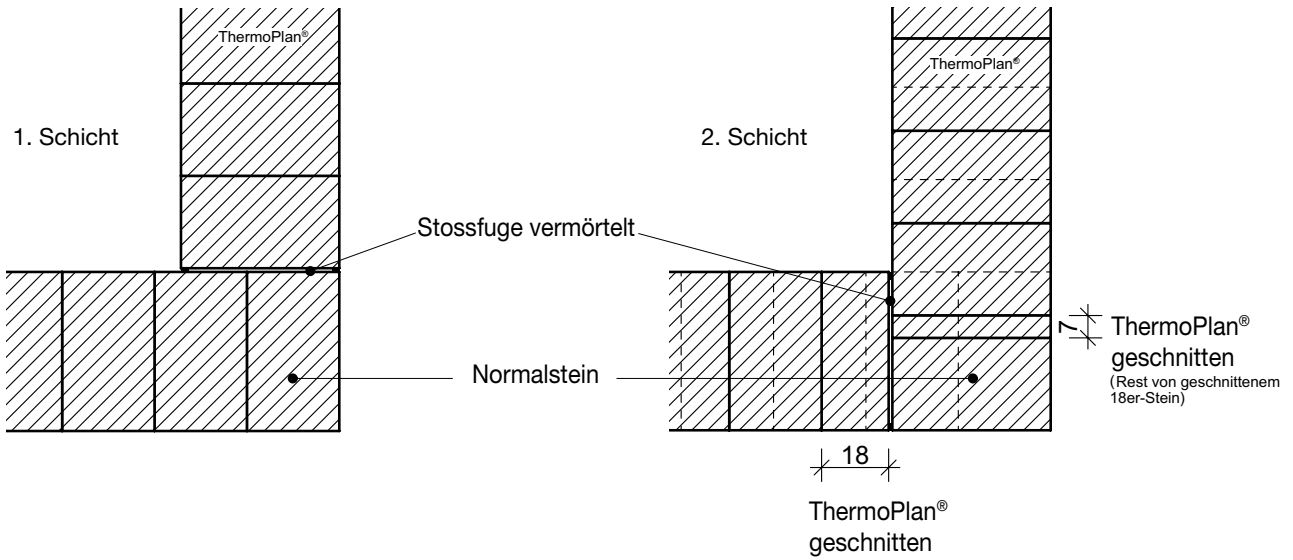 ThermoPlan®
ThermoPlan®
1. Schicht
2. Schicht
Stossfuge vermörtelt
Normalstein
7
ThermoPlan®
geschnitten
(Rest von geschnittenem
18er-Stein)
18
ThermoPlan®
geschnitten